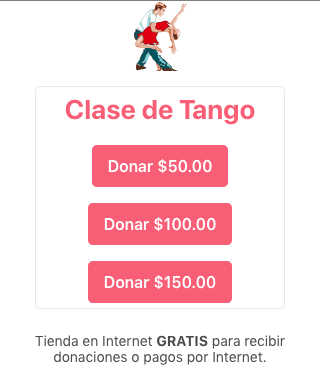 Clase de Tango
Donar $50.00
Donar $100.00
Donar $150.00
Tienda en Internet GRATIS para recibir
donaciones o pagos por Internet.